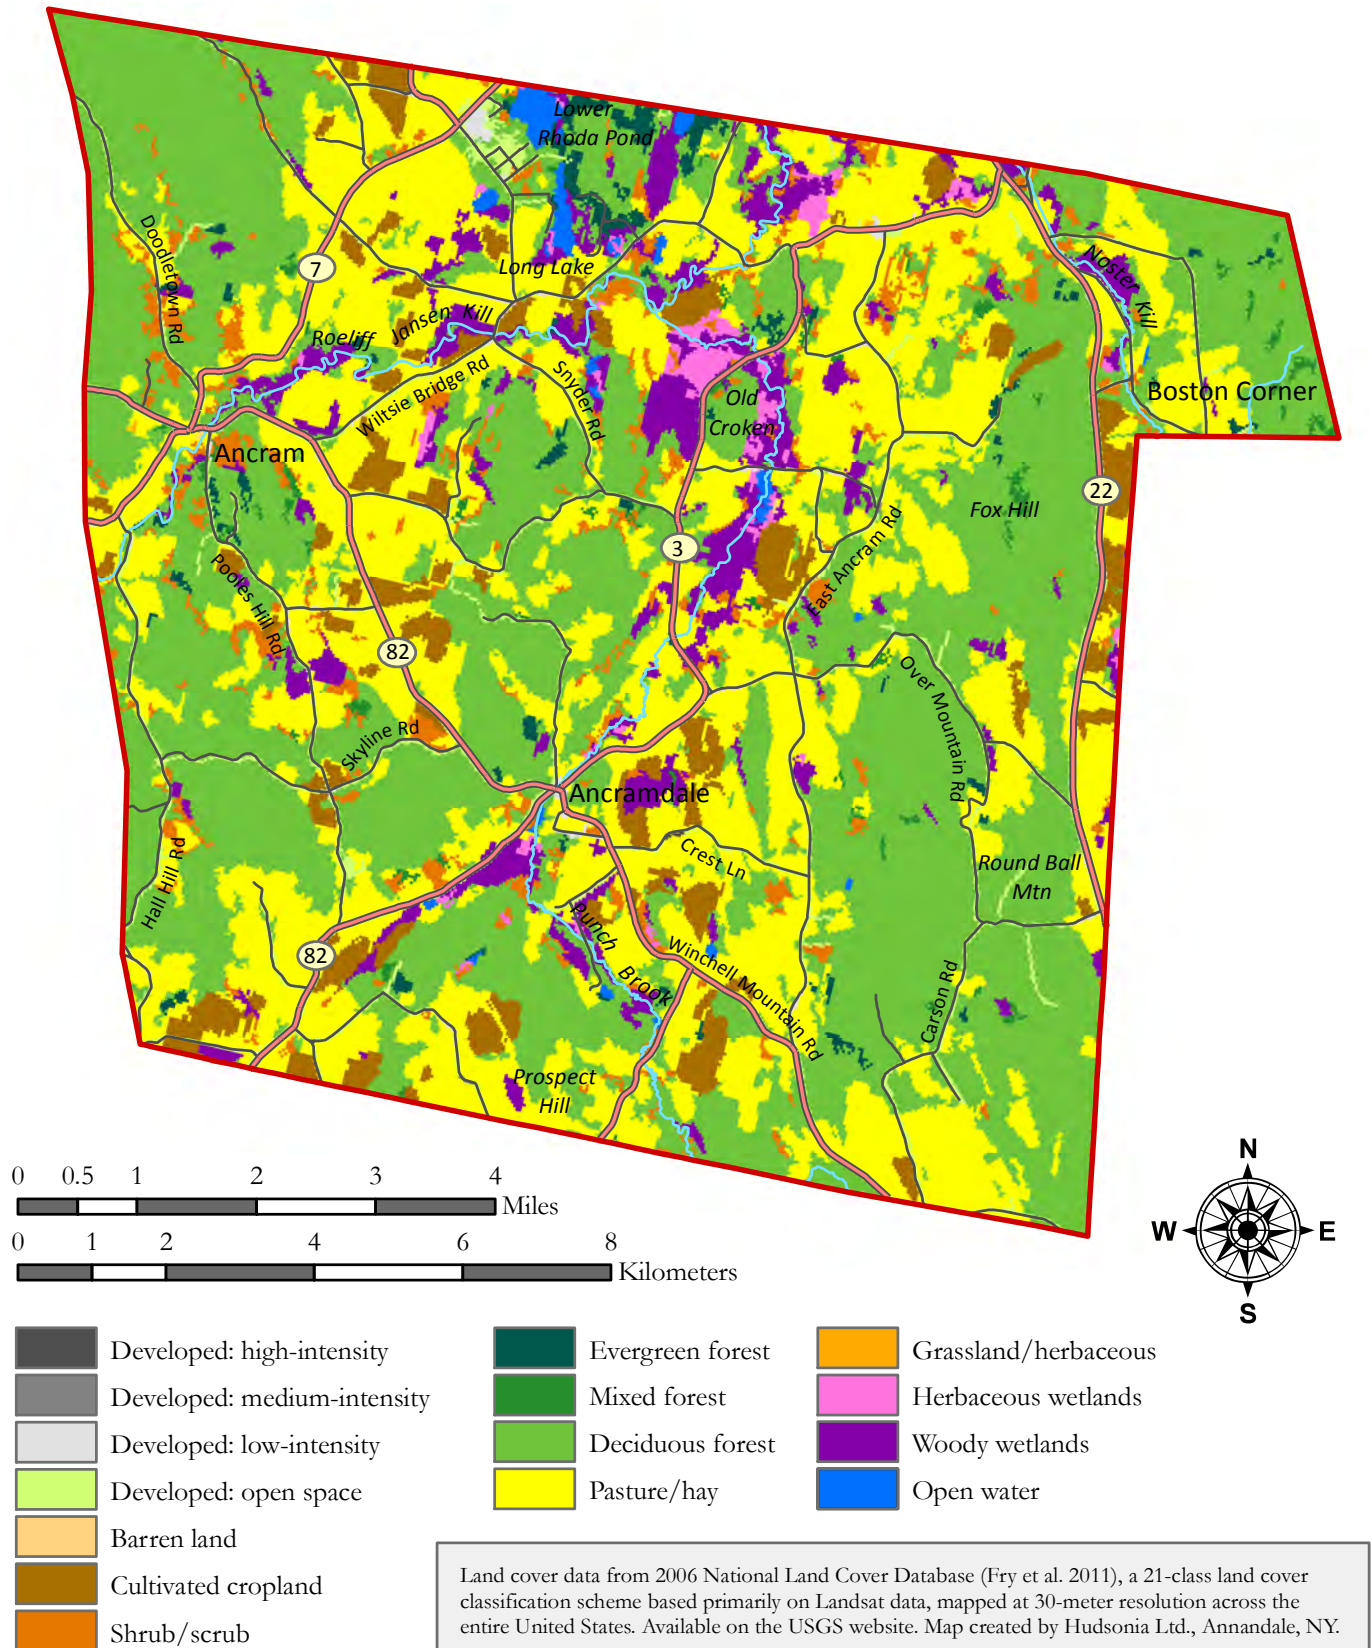 Lower
Rhoda Pond
Doodletown Rd
7
Long Lake
Noster Kill
Roeliff Jansen Kill
Wiltsie Bridge Rd
Snyder Rd
Old
Croken
Boston Corner
Ancram
22
Fox Hill
3
East Ancram Rd
Pooles Hill Rd
82
Over Mountain Rd
Skyline Rd
Ancramdale
Crest Ln
Round Ball
Mtn
Hall Hill Rd
Punch Brook
Winchell Mountain Rd
82
Carson Rd
Prospect
Hill
0 0.5 1 2 3 4
Miles
0 1 2 4 6 8
Kilometers
N
W E
S
Developed: high-intensity
Developed: medium-intensity
Developed: low-intensity
Developed: open space
Barren land
Cultivated cropland
Shrub/scrub
Evergreen forest
Mixed forest
Deciduous forest
Pasture/hay
Grassland/herbaceous
Herbaceous wetlands
Woody wetlands
Open water
Land cover data from 2006 National Land Cover Database (Fry et al. 2011), a 21-class land cover
classification scheme based primarily on Landsat data, mapped at 30-meter resolution across the
entire United States. Available on the USGS website. Map created by Hudsonia Ltd., Annandale, NY.